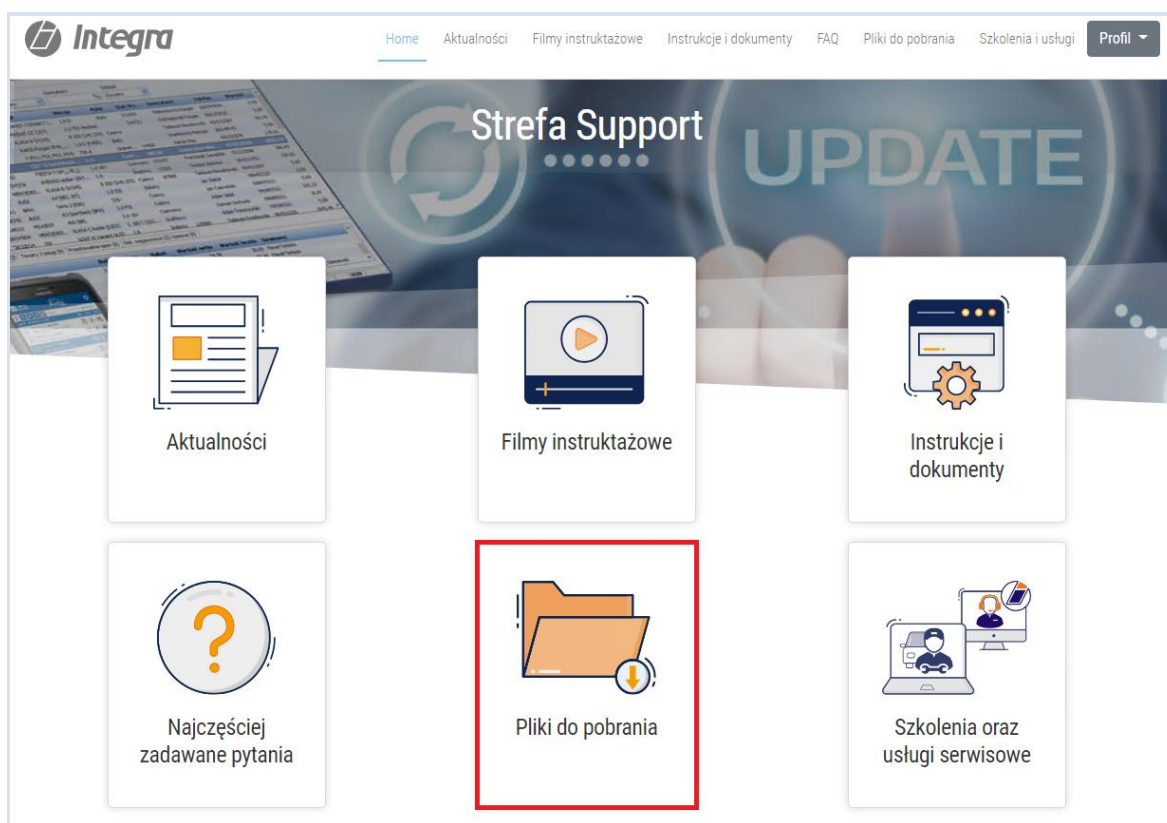 Integra
Home Aktualności Filmy instruktażowe Instrukcje i dokumenty FAQ Pliki do pobrania Szkolenia i usługi Profil
Strefa Support
UPDATE
Aktualności
Filmy instruktażowe
Instrukcje i
dokumenty
Najczęściej
zadawane pytania
Pliki do pobrania
Szkolenia oraz
usługi serwisowe